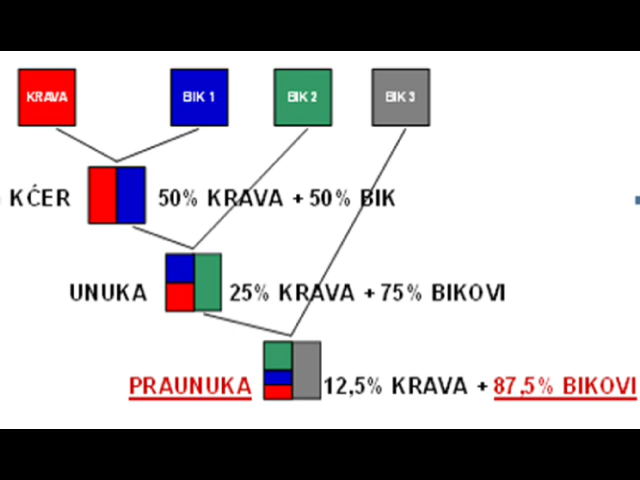 KRAVA BIK 1 BIK 2 BIK 3
KĆER 50% KRAVA + 50% BIK
UNUKA 25% KRAVA + 75% BIKOVI
PRAUNUKA 12,5% KRAVA + 87,5% BIKOVI